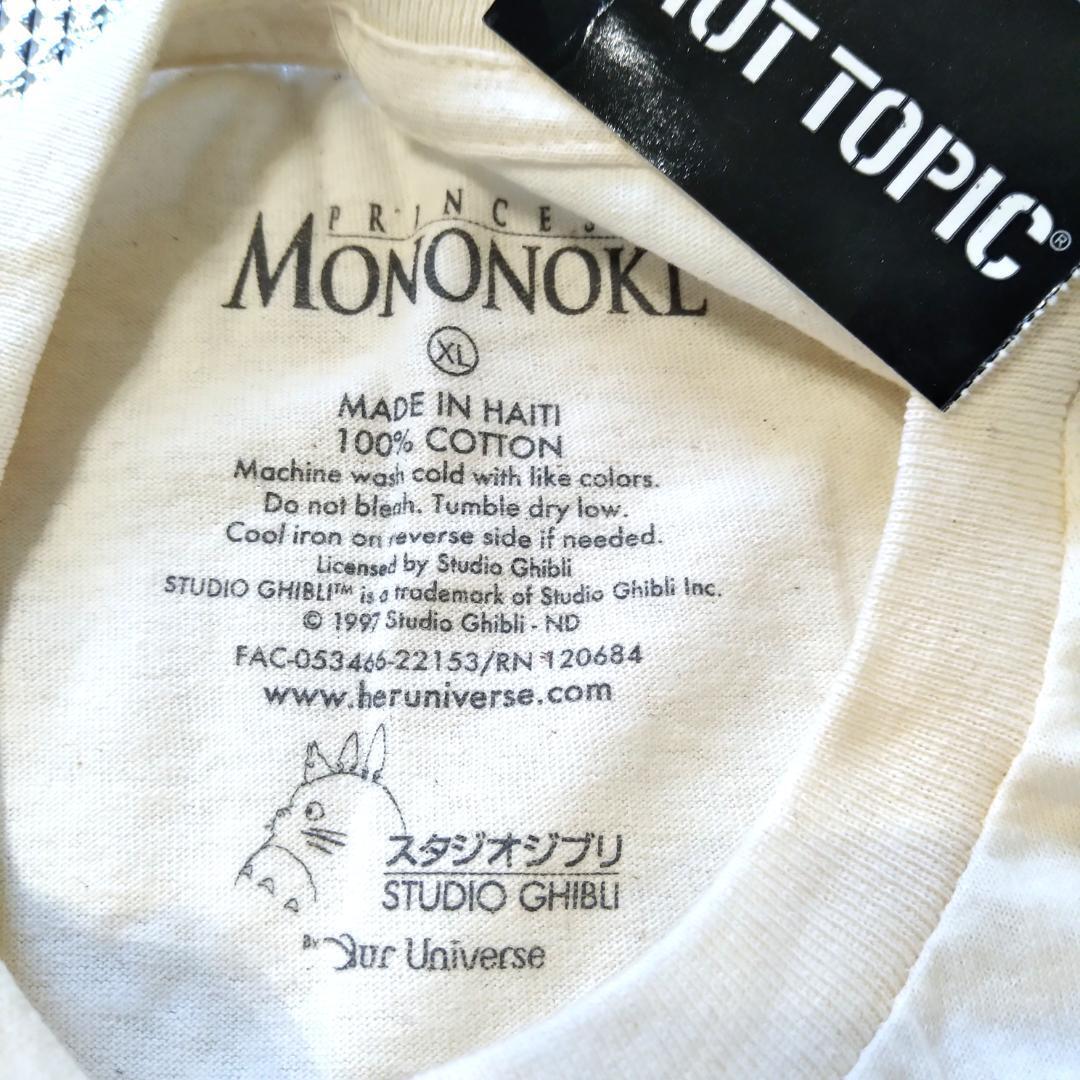 HOT TOPIC®
PRINCESS
MONONOKE
XL
MADE IN HAITI
100% COTTON
Machine wash cold with like colors.
Do not bleah. Tumble dry low.
Cool iron on reverse side if needed.
Licensed by Studio Ghibli
STUDIO GHIBLI™ is a trademark of Studio Ghibli Inc.
© 1997 Studio Ghibli - ND
FAC-053466-22153/RN 120684
www.heruniverse.com
スタジオジブリ
STUDIO GHIBLI
BY Our Universe